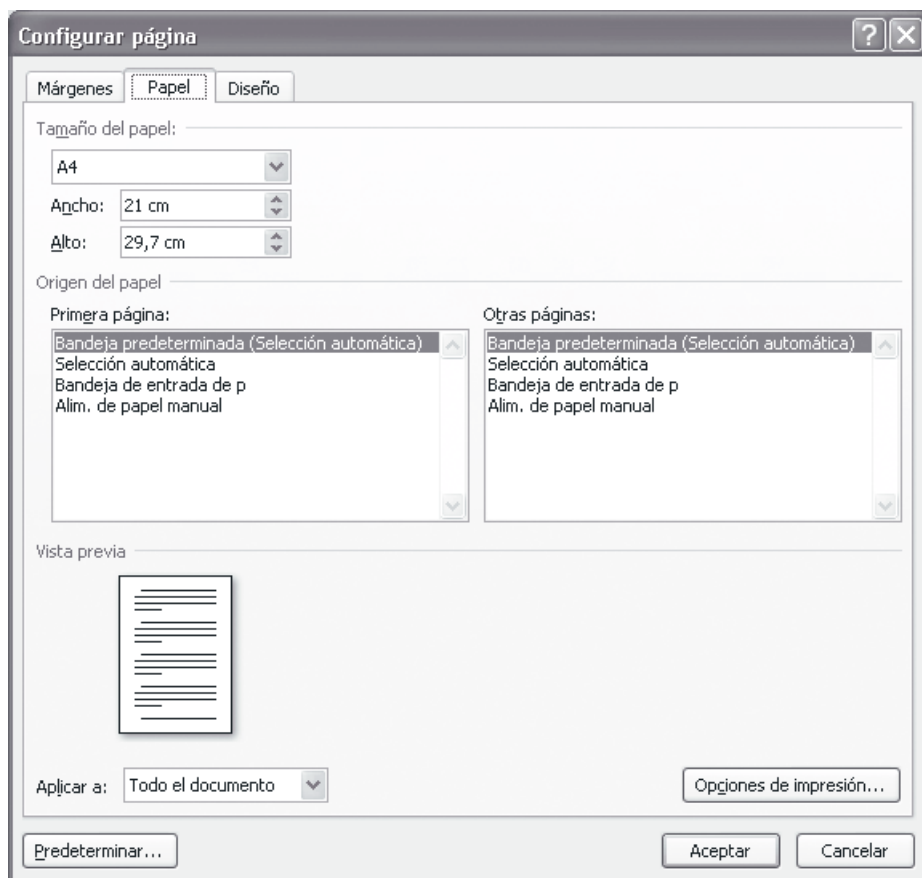 Configurar página
Márgenes Papel Diseño
Tamaño del papel:
A4
Ancho: 21 cm
Alto: 29,7 cm
Origen del papel
Primera página:
Bandeja predeterminada (Selección automática)
Selección automática
Bandeja de entrada de p
Alim. de papel manual
Otras páginas:
Bandeja predeterminada (Selección automática)
Selección automática
Bandeja de entrada de p
Alim. de papel manual
Vista previa
Aplicar a: Todo el documento
Opciones de impresión...
Predeterminar... Aceptar Cancelar